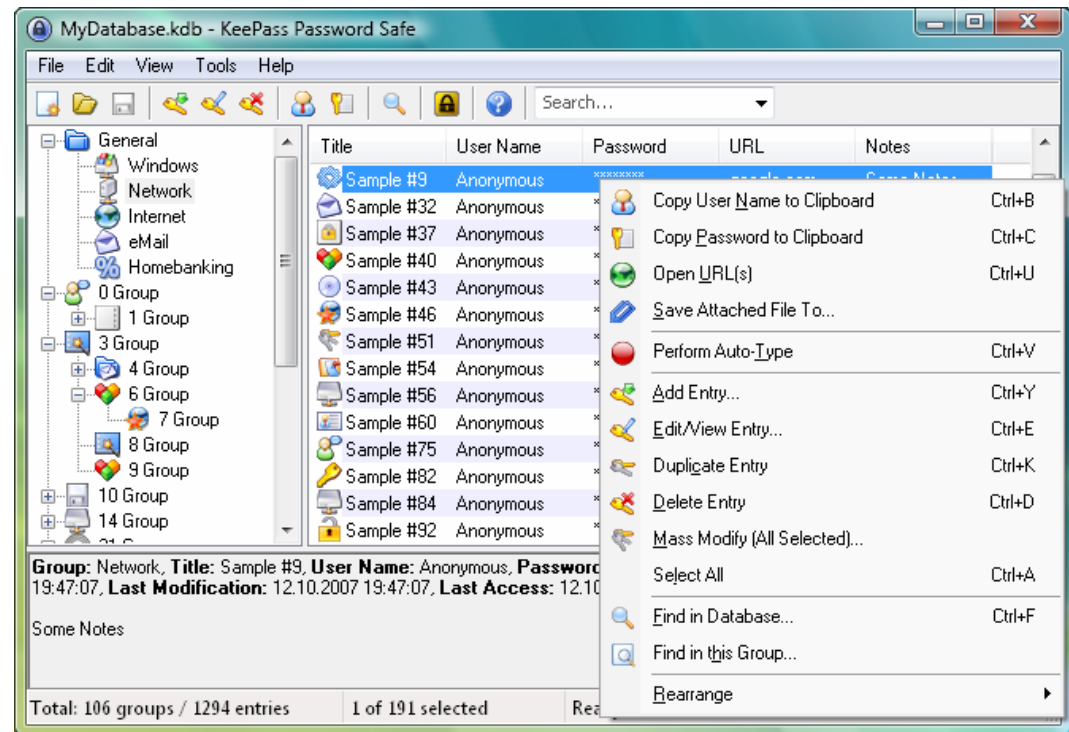 MyDatabase.kdb - KeePass Password Safe
File Edit View Tools Help
Search...
General
Windows
Network
Internet
eMail
Homebanking
0 Group
1 Group
3 Group
4 Group
6 Group
7 Group
8 Group
9 Group
10 Group
14 Group
Title User Name Password URL Notes
Sample #9 Anonymous ********
Sample #32 Anonymous *
Sample #37 Anonymous *
Sample #40 Anonymous *
Sample #43 Anonymous *
Sample #46 Anonymous *
Sample #51 Anonymous *
Sample #54 Anonymous *
Sample #56 Anonymous *
Sample #60 Anonymous *
Sample #75 Anonymous *
Sample #82 Anonymous *
Sample #84 Anonymous *
Sample #92 Anonymous *
Copy User Name to Clipboard Ctrl+B
Copy Password to Clipboard Ctrl+C
Open URL(s) Ctrl+U
Save Attached File To...
Perform Auto-Type Ctrl+V
Add Entry... Ctrl+Y
Edit/View Entry... Ctrl+E
Duplicate Entry Ctrl+K
Delete Entry Ctrl+D
Mass Modify (All Selected)...
Select All Ctrl+A
Find in Database... Ctrl+F
Find in this Group...
Rearrange
Group: Network, Title: Sample #9, User Name: Anonymous,
19:47:07, Last Modification: 12.10.2007 19:47:07, Last Access:
Some Notes
Total: 106 groups / 1294 entries 1 of 191 selected